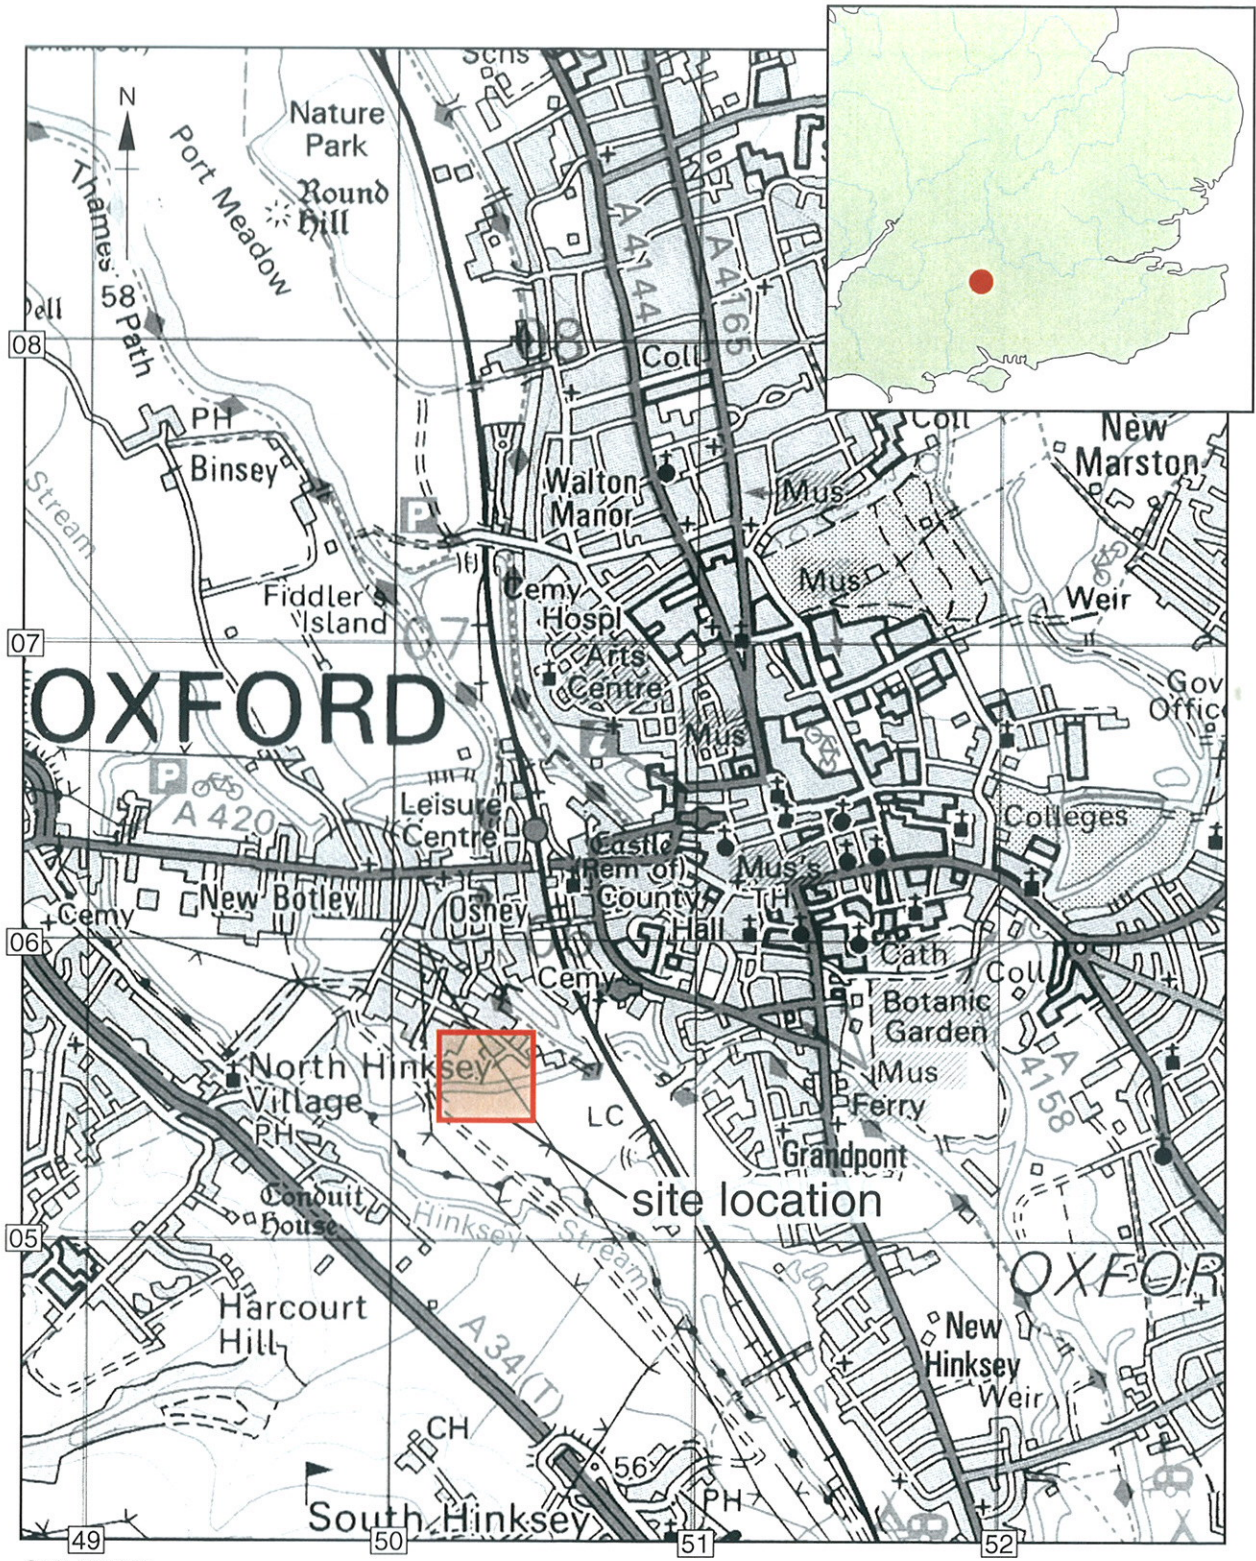 Schs
N
Nature
Park
Port Meadow
Round
Hill
Thames Path
58
A 4144
A 4165
08
08
Coll
PH
Binsey
Stream
P
Walton
Manor
Mus
Coll
New
Marston
Mus
Cemy
Hospl
Fiddler's
Island
Weir
07
07
Arts
Centre
OXFORD
Gov
Offic
Mus
i
P
A 420
Leisure
Centre
Colleges
Castle
(Rem of)
Mus's
New Botley
County
Hall
TH
Osney
Cemy
06
06
Cath
Cemy
Coll
Botanic
Garden
A 4158
North Hinksey
Village
Mus
Ferry
PH
LC
Grandpont
site location
Conduit
House
Hinksey Stream
05
OXFOR
Harcourt
Hill
New
Hinksey
A 34(T)
Weir
CH
56
South Hinksey
PH
49
50
51
52